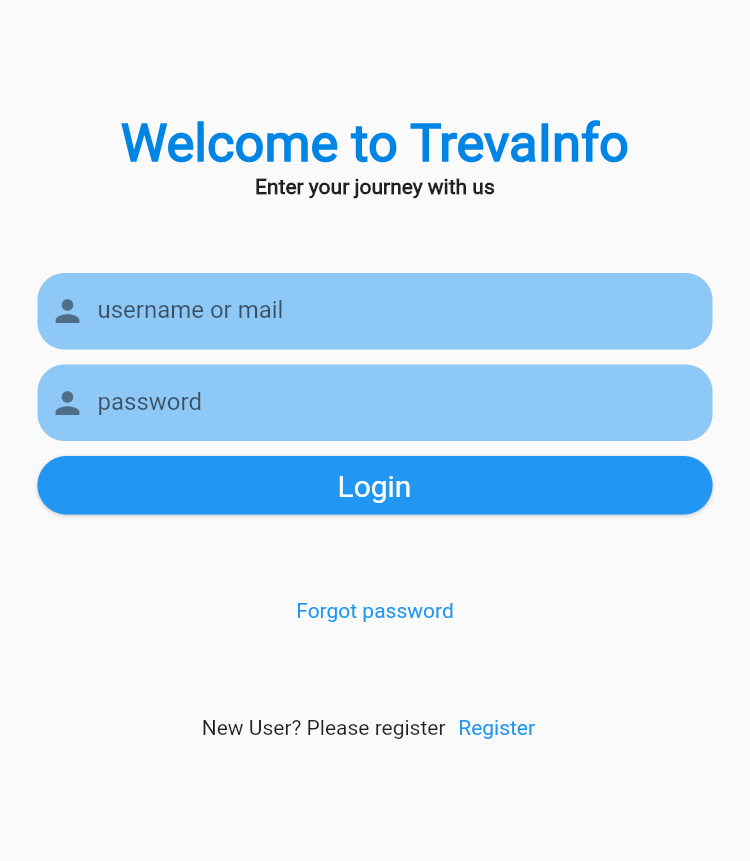 Welcome to TrevaInfo
Enter your journey with us
username or mail
password
Login
Forgot password
New User? Please register Register